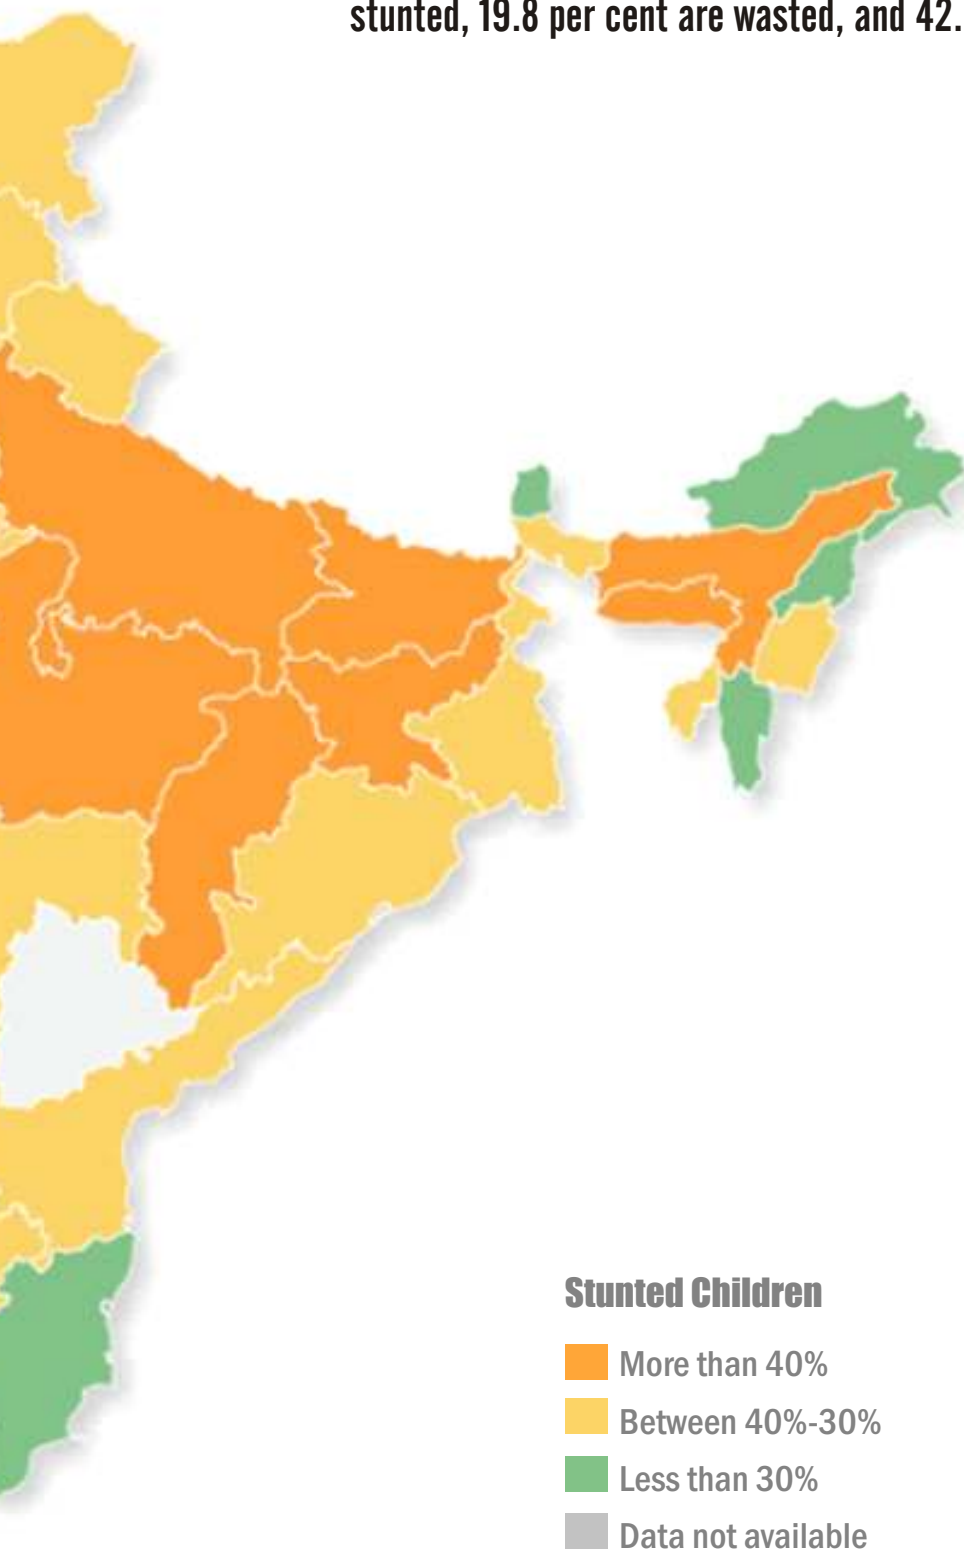 stunted, 19.8 per cent are wasted, and 42.
Stunted Children
More than 40%
Between 40%-30%
Less than 30%
Data not available